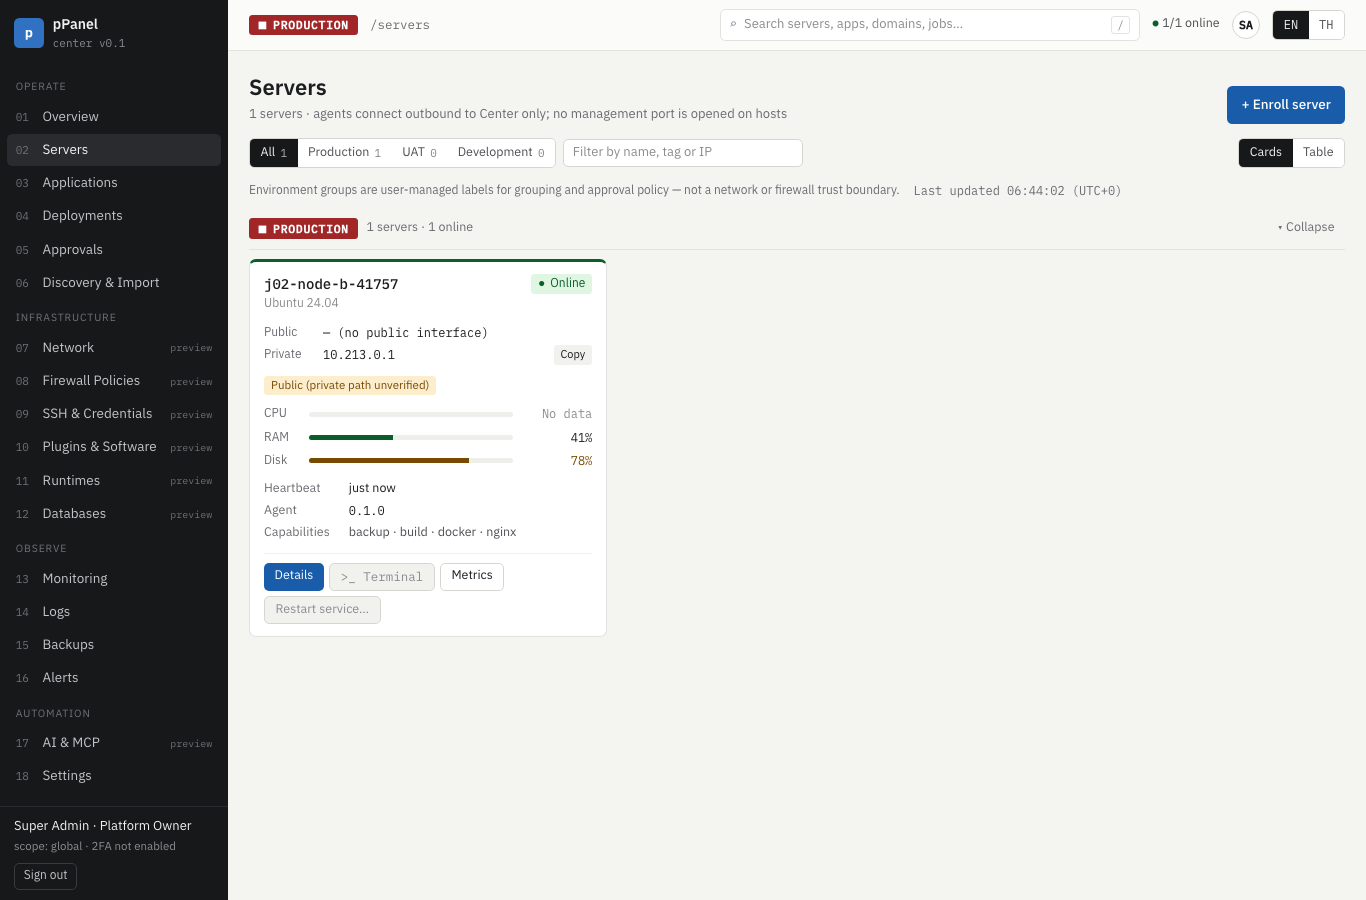 p
pPanel
center v0.1
OPERATE
01 Overview
02 Servers
03 Applications
04 Deployments
05 Approvals
06 Discovery & Import
INFRASTRUCTURE
07 Network preview
08 Firewall Policies preview
09 SSH & Credentials preview
10 Plugins & Software preview
11 Runtimes preview
12 Databases preview
OBSERVE
13 Monitoring
14 Logs
15 Backups
16 Alerts
AUTOMATION
17 AI & MCP preview
18 Settings
Super Admin · Platform Owner
scope: global · 2FA not enabled
Sign out
PRODUCTION /servers
Search servers, apps, domains, jobs… /
1/1 online
SA
EN TH
Servers
1 servers · agents connect outbound to Center only; no management port is opened on hosts
+ Enroll server
All 1 Production 1 UAT 0 Development 0
Filter by name, tag or IP
Cards Table
Environment groups are user-managed labels for grouping and approval policy — not a network or firewall trust boundary. Last updated 06:44:02 (UTC+0)
PRODUCTION 1 servers · 1 online
Collapse
j02-node-b-41757
Online
Ubuntu 24.04
Public — (no public interface)
Private 10.213.0.1 Copy
Public (private path unverified)
CPU No data
RAM 41%
Disk 78%
Heartbeat just now
Agent 0.1.0
Capabilities backup · build · docker · nginx
Details >_ Terminal Metrics
Restart service…